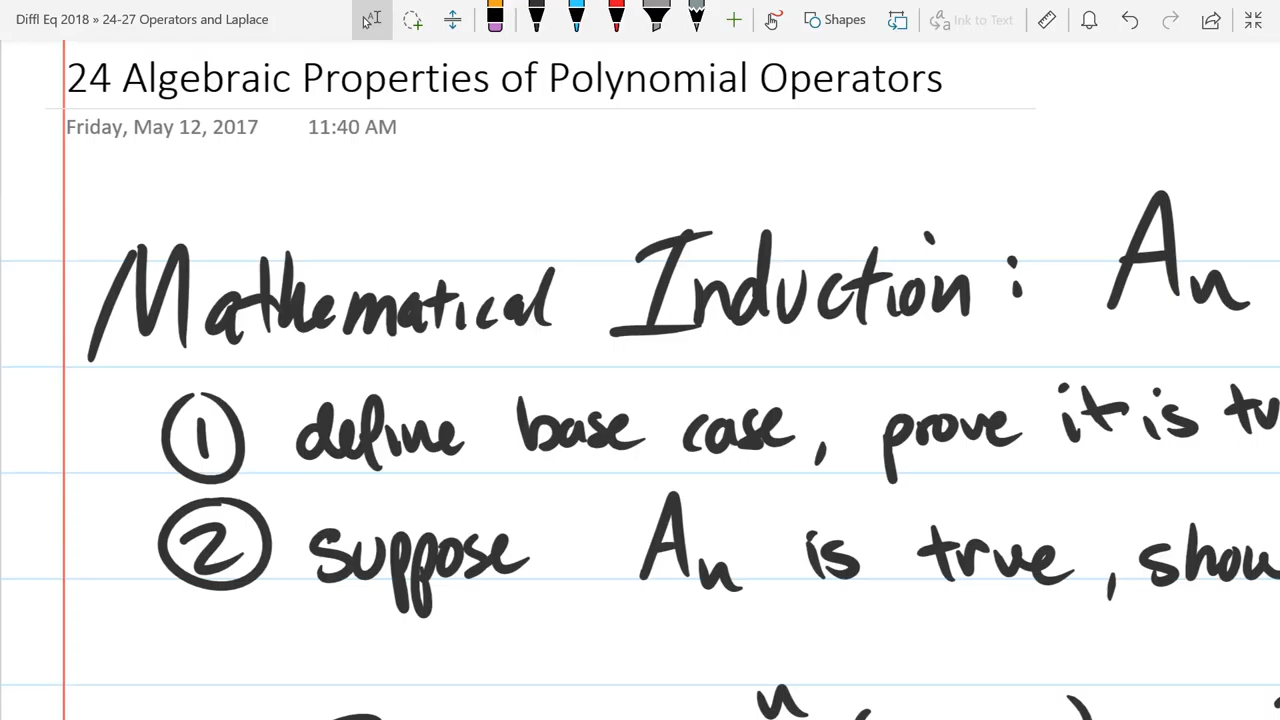 Diffl Eq 2018 » 24-27 Operators and Laplace
Shapes
Ink to Text
24 Algebraic Properties of Polynomial Operators
Friday, May 12, 2017 11:40 AM
Mathematical Induction: An
① define base case, prove it is
② suppose An is true, show
n